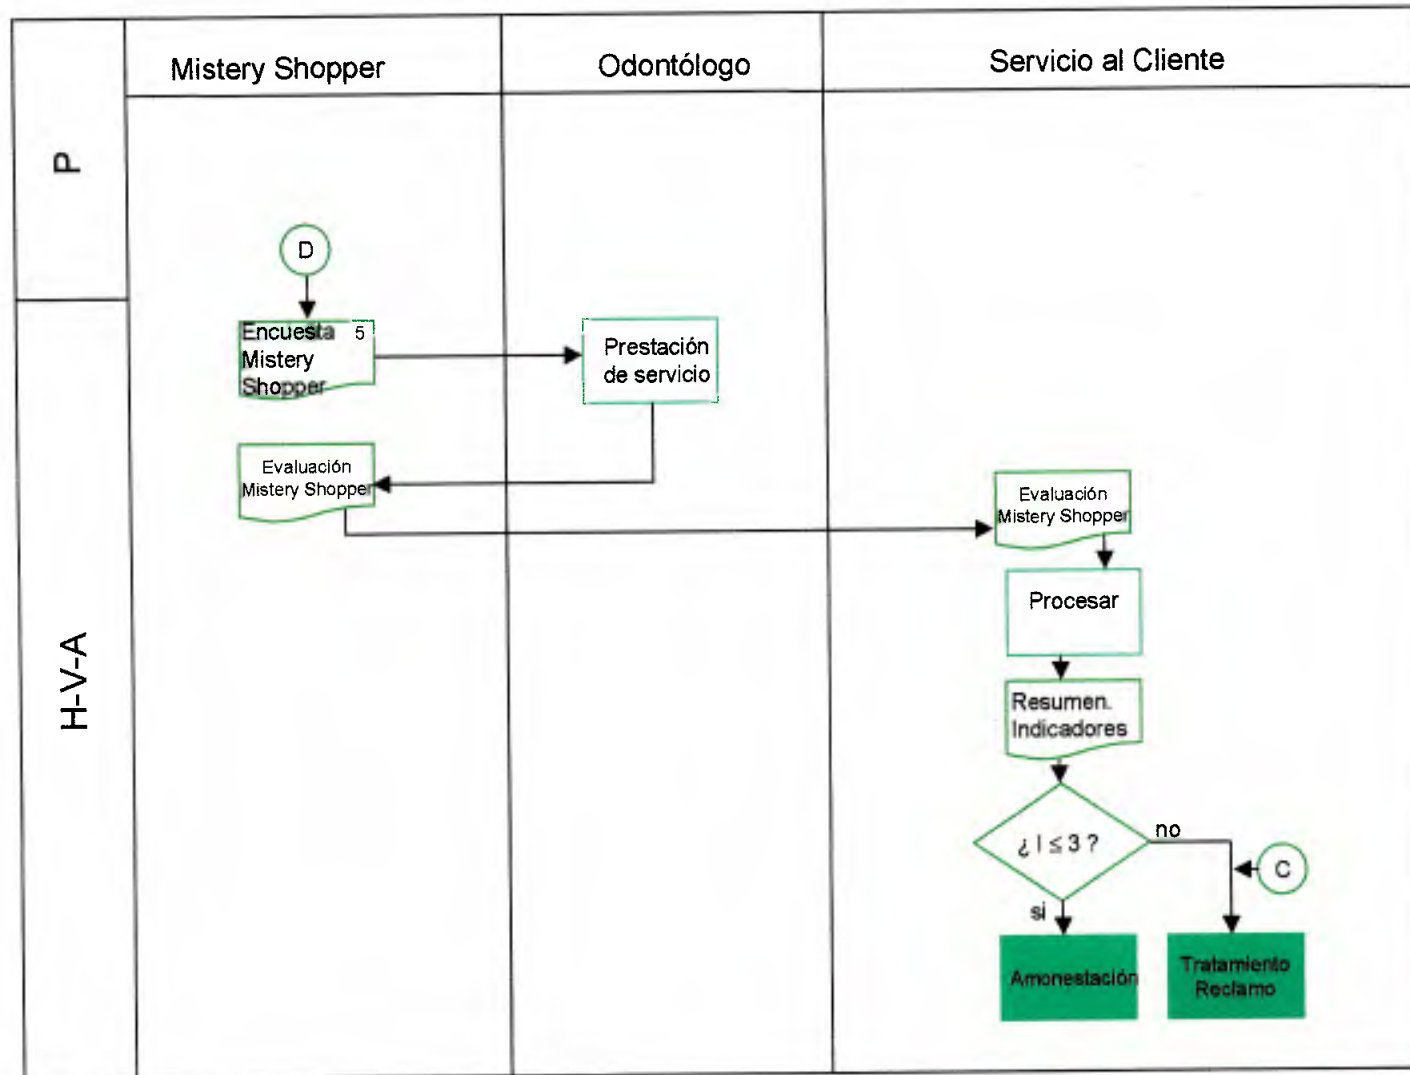 Mistery Shopper
Odontólogo
Servicio al Cliente
P
D
H-V-A
Encuesta 5
Mistery
Shopper
Prestación
de servicio
Evaluación
Mistery Shopper
Evaluación
Mistery Shopper
Procesar
Resumen.
Indicadores
¿ I ≤ 3 ?
no
C
si
Amonestación
Tratamiento
Reclamo